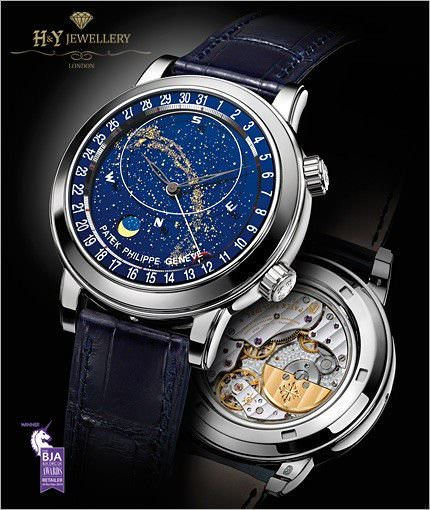 H&Y JEWELLERY
LONDON
1 2 3 4 5 6 7 8 9 10 11 12 13 14 15 16 17 18 19 20 21 22 23 24 25 26 27 28 29 30 31
S
W N E
PATEK PHILIPPE GENEVE
WINNER
BJA
AWARDS
RETAILER